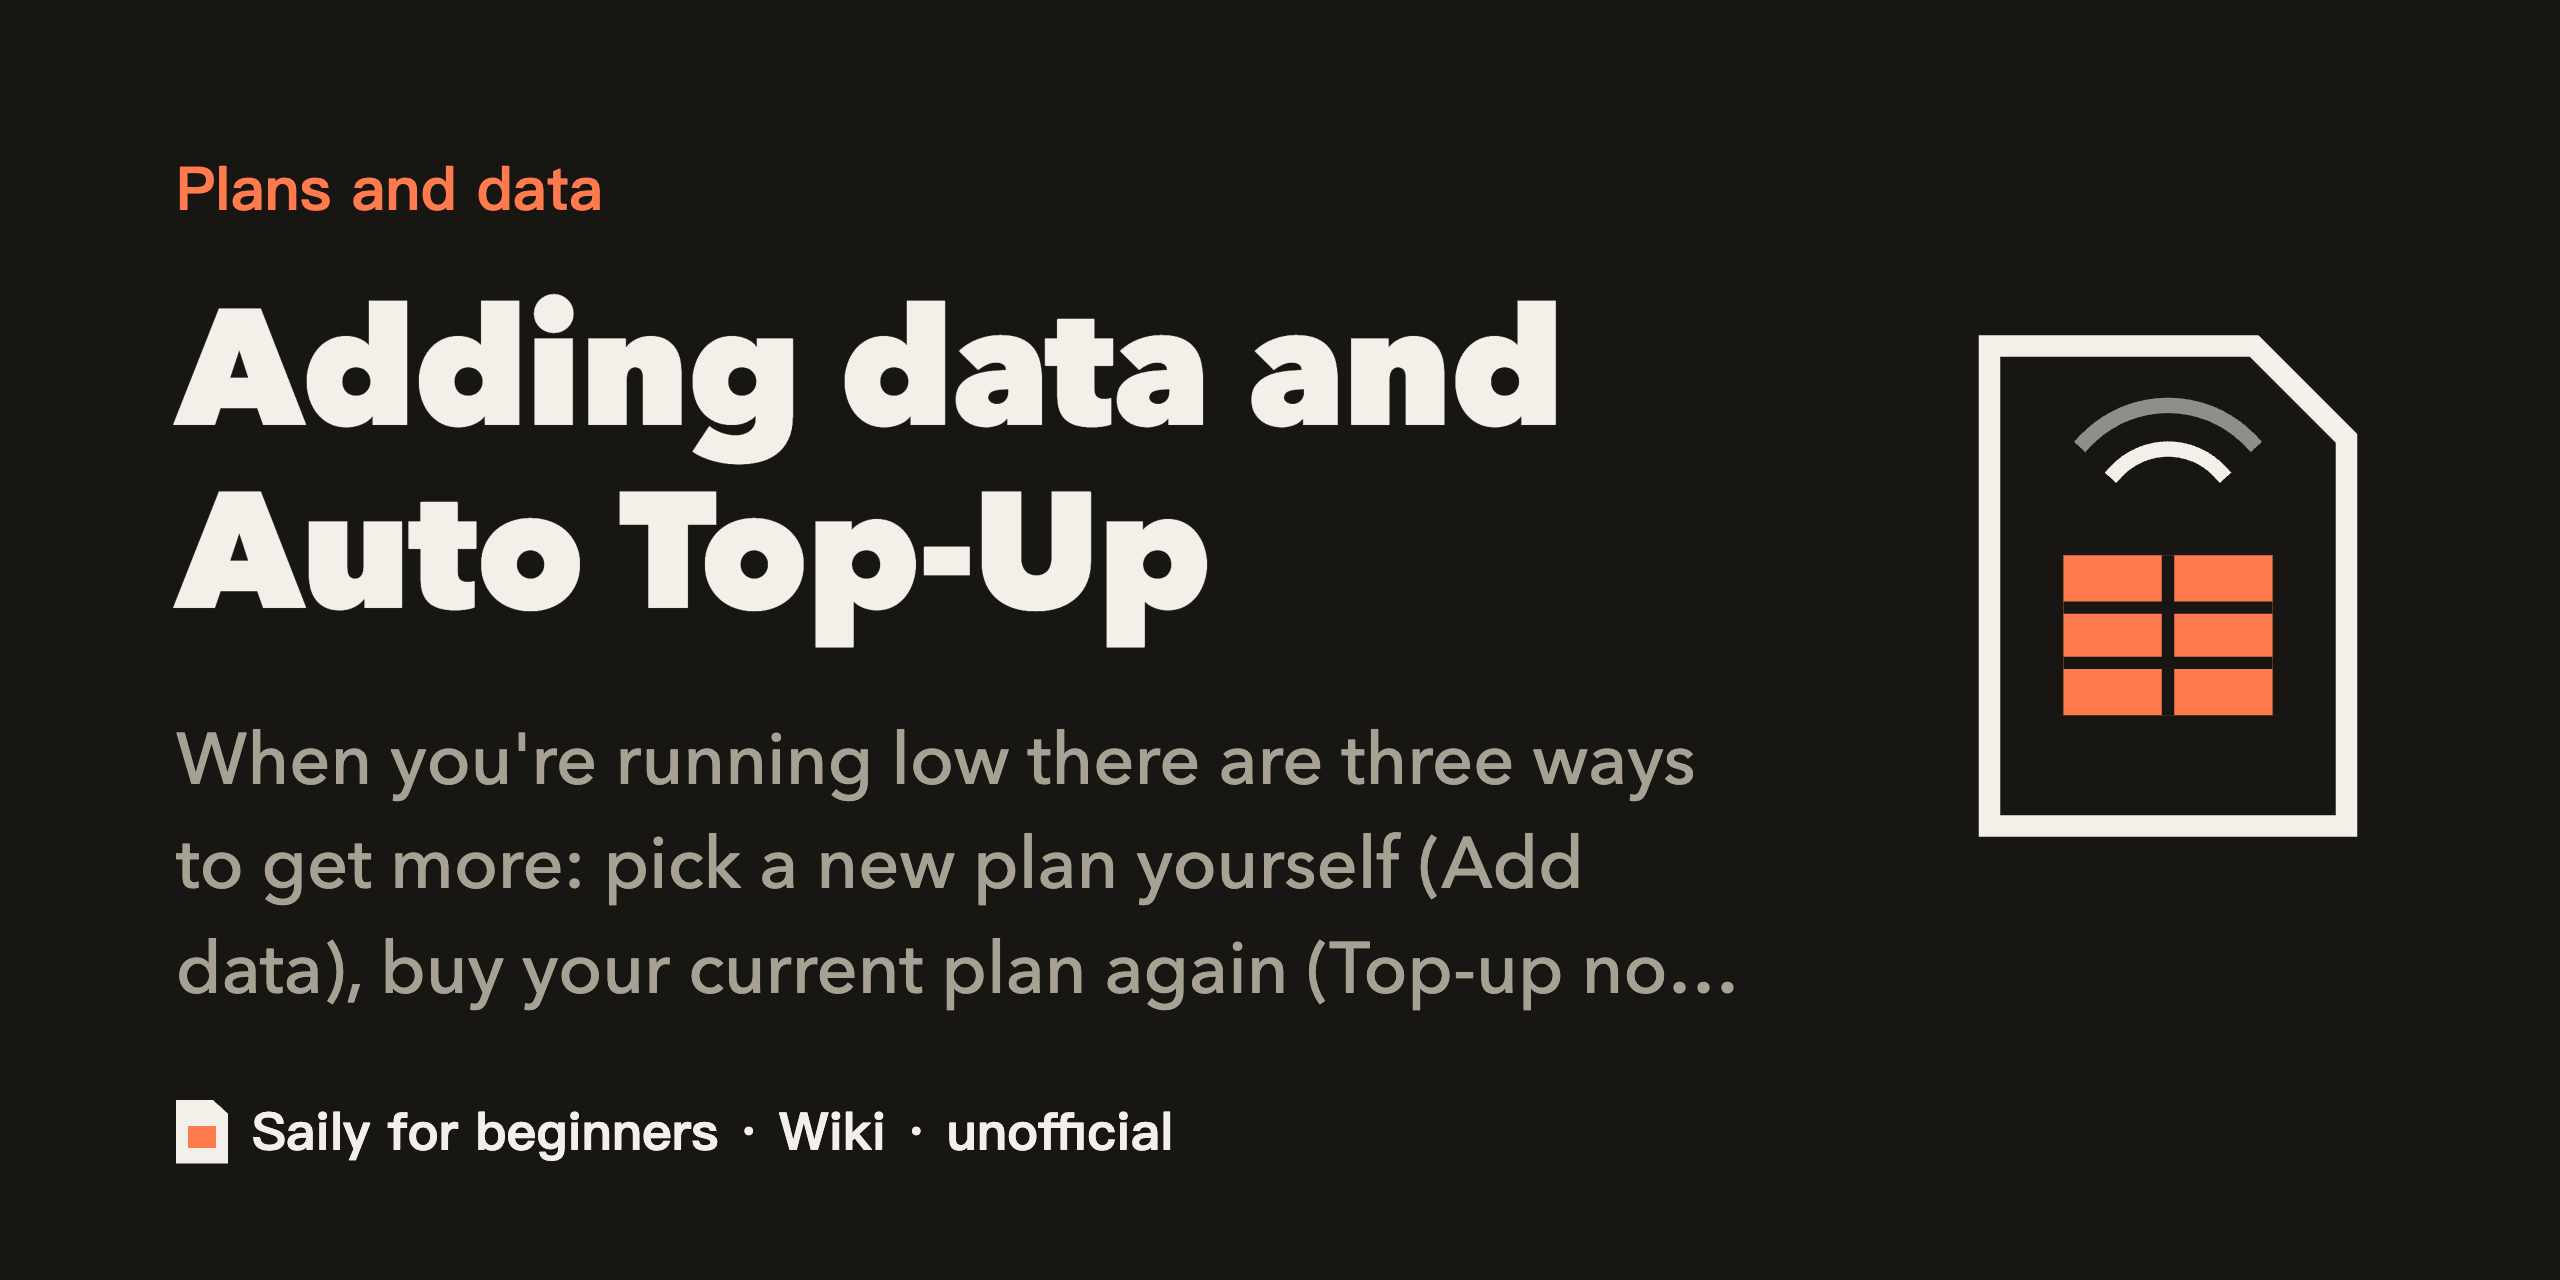 Plans and data
Adding data and
Auto Top-Up
When you're running low there are three ways
to get more: pick a new plan yourself (Add
data), buy your current plan again (Top-up no...
Saily for beginners · Wiki · unofficial